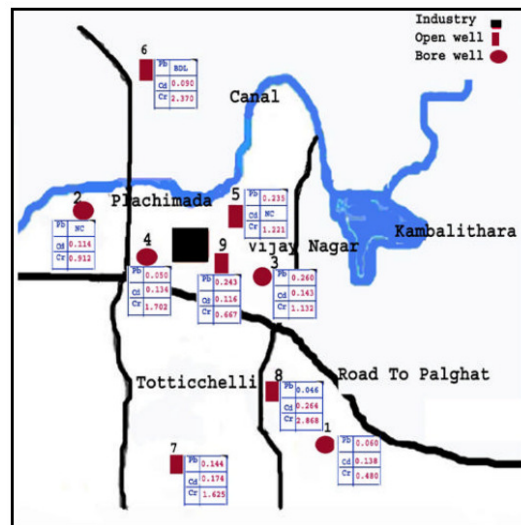 Industry
Open well
Bore well
6
Pb BDL
Cd 0.090
Cr 2.370
Canal
2
Plachimada
5
Pb 0.235
Cd NC
Cr 1.221
Pb NC
Cd 0.114
Cr 0.912
4
9
Vijay Nagar
Kambalithara
3
Pb 0.050
Cd 0.136
Cr 1.702
Pb 0.243
Cd 0.116
Cr 0.667
Pb 0.260
Cd 0.143
Cr 1.132
Totticchelli
8
Road To Palghat
Pb 0.046
Cd 0.264
Cr 2.868
1
Pb 0.060
Cd 0.138
Cr 0.480
7
Pb 0.144
Cd 0.174
Cr 1.625